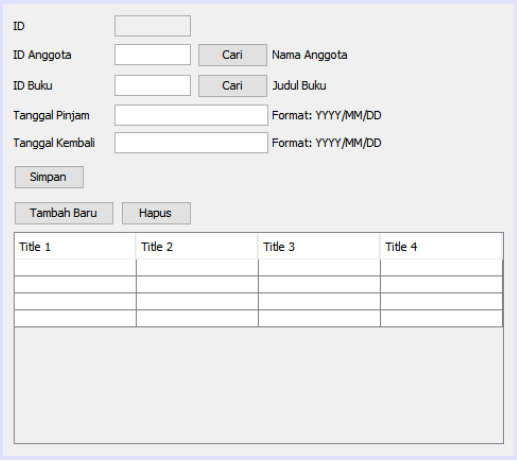 ID
ID Anggota Cari Nama Anggota
ID Buku Cari Judul Buku
Tanggal Pinjam Format: YYYY/MM/DD
Tanggal Kembali Format: YYYY/MM/DD
Simpan
Tambah Baru Hapus
Title 1 Title 2 Title 3 Title 4